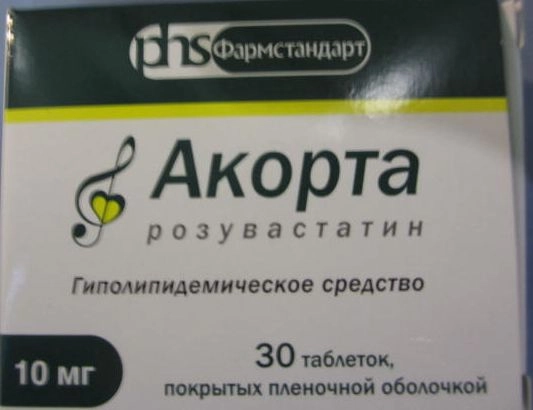 phs Фармстандарт
Акорта
розувастатин
Гиполипидемическое средство
10 мг
30 таблеток,
покрытых пленочной оболочкой